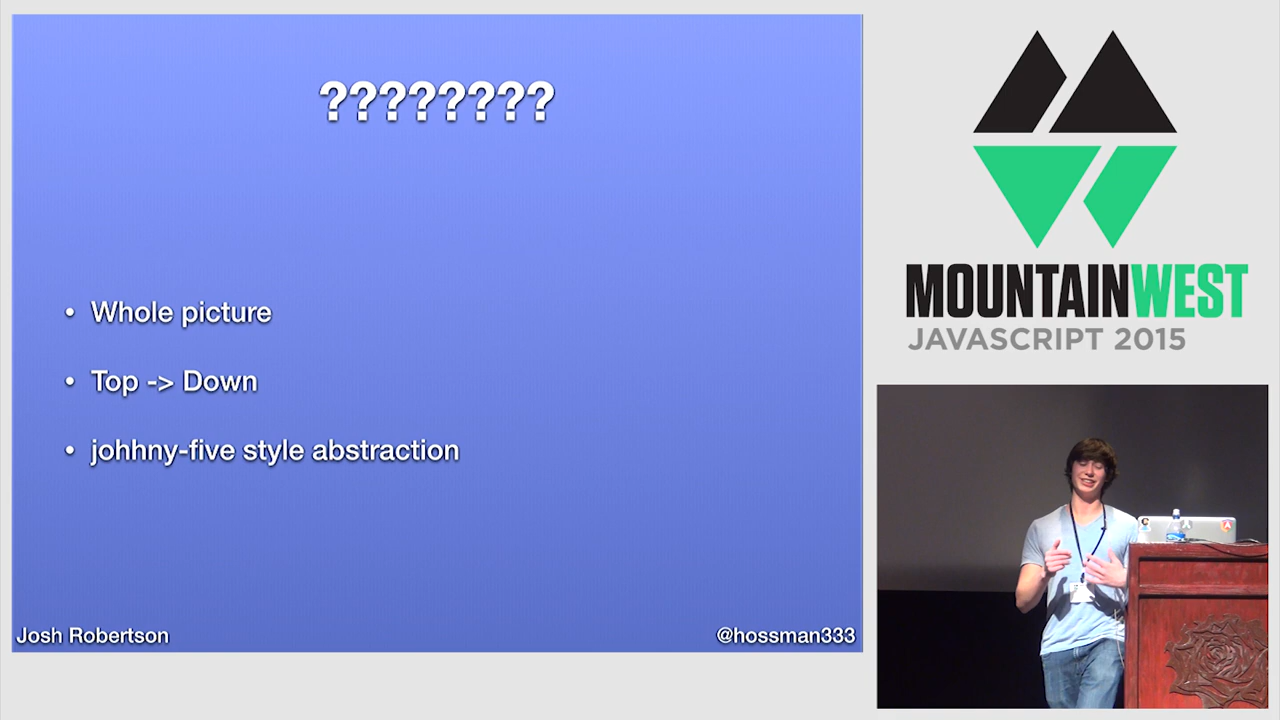 ????????
• Whole picture
• Top -> Down
• johhny-five style abstraction
Josh Robertson
@hossman333
MOUNTAINWEST
JAVASCRIPT 2015